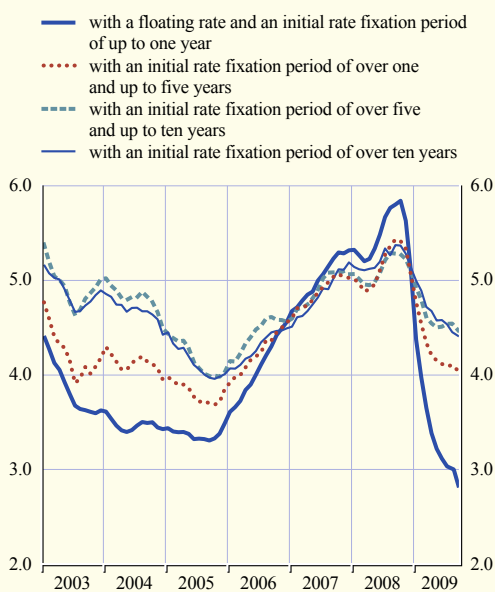 with a floating rate and an initial rate fixation period
of up to one year
with an initial rate fixation period of over one
and up to five years
with an initial rate fixation period of over five
and up to ten years
with an initial rate fixation period of over ten years
6.0 6.0
5.0 5.0
4.0 4.0
3.0 3.0
2.0 2.0
2003 2004 2005 2006 2007 2008 2009